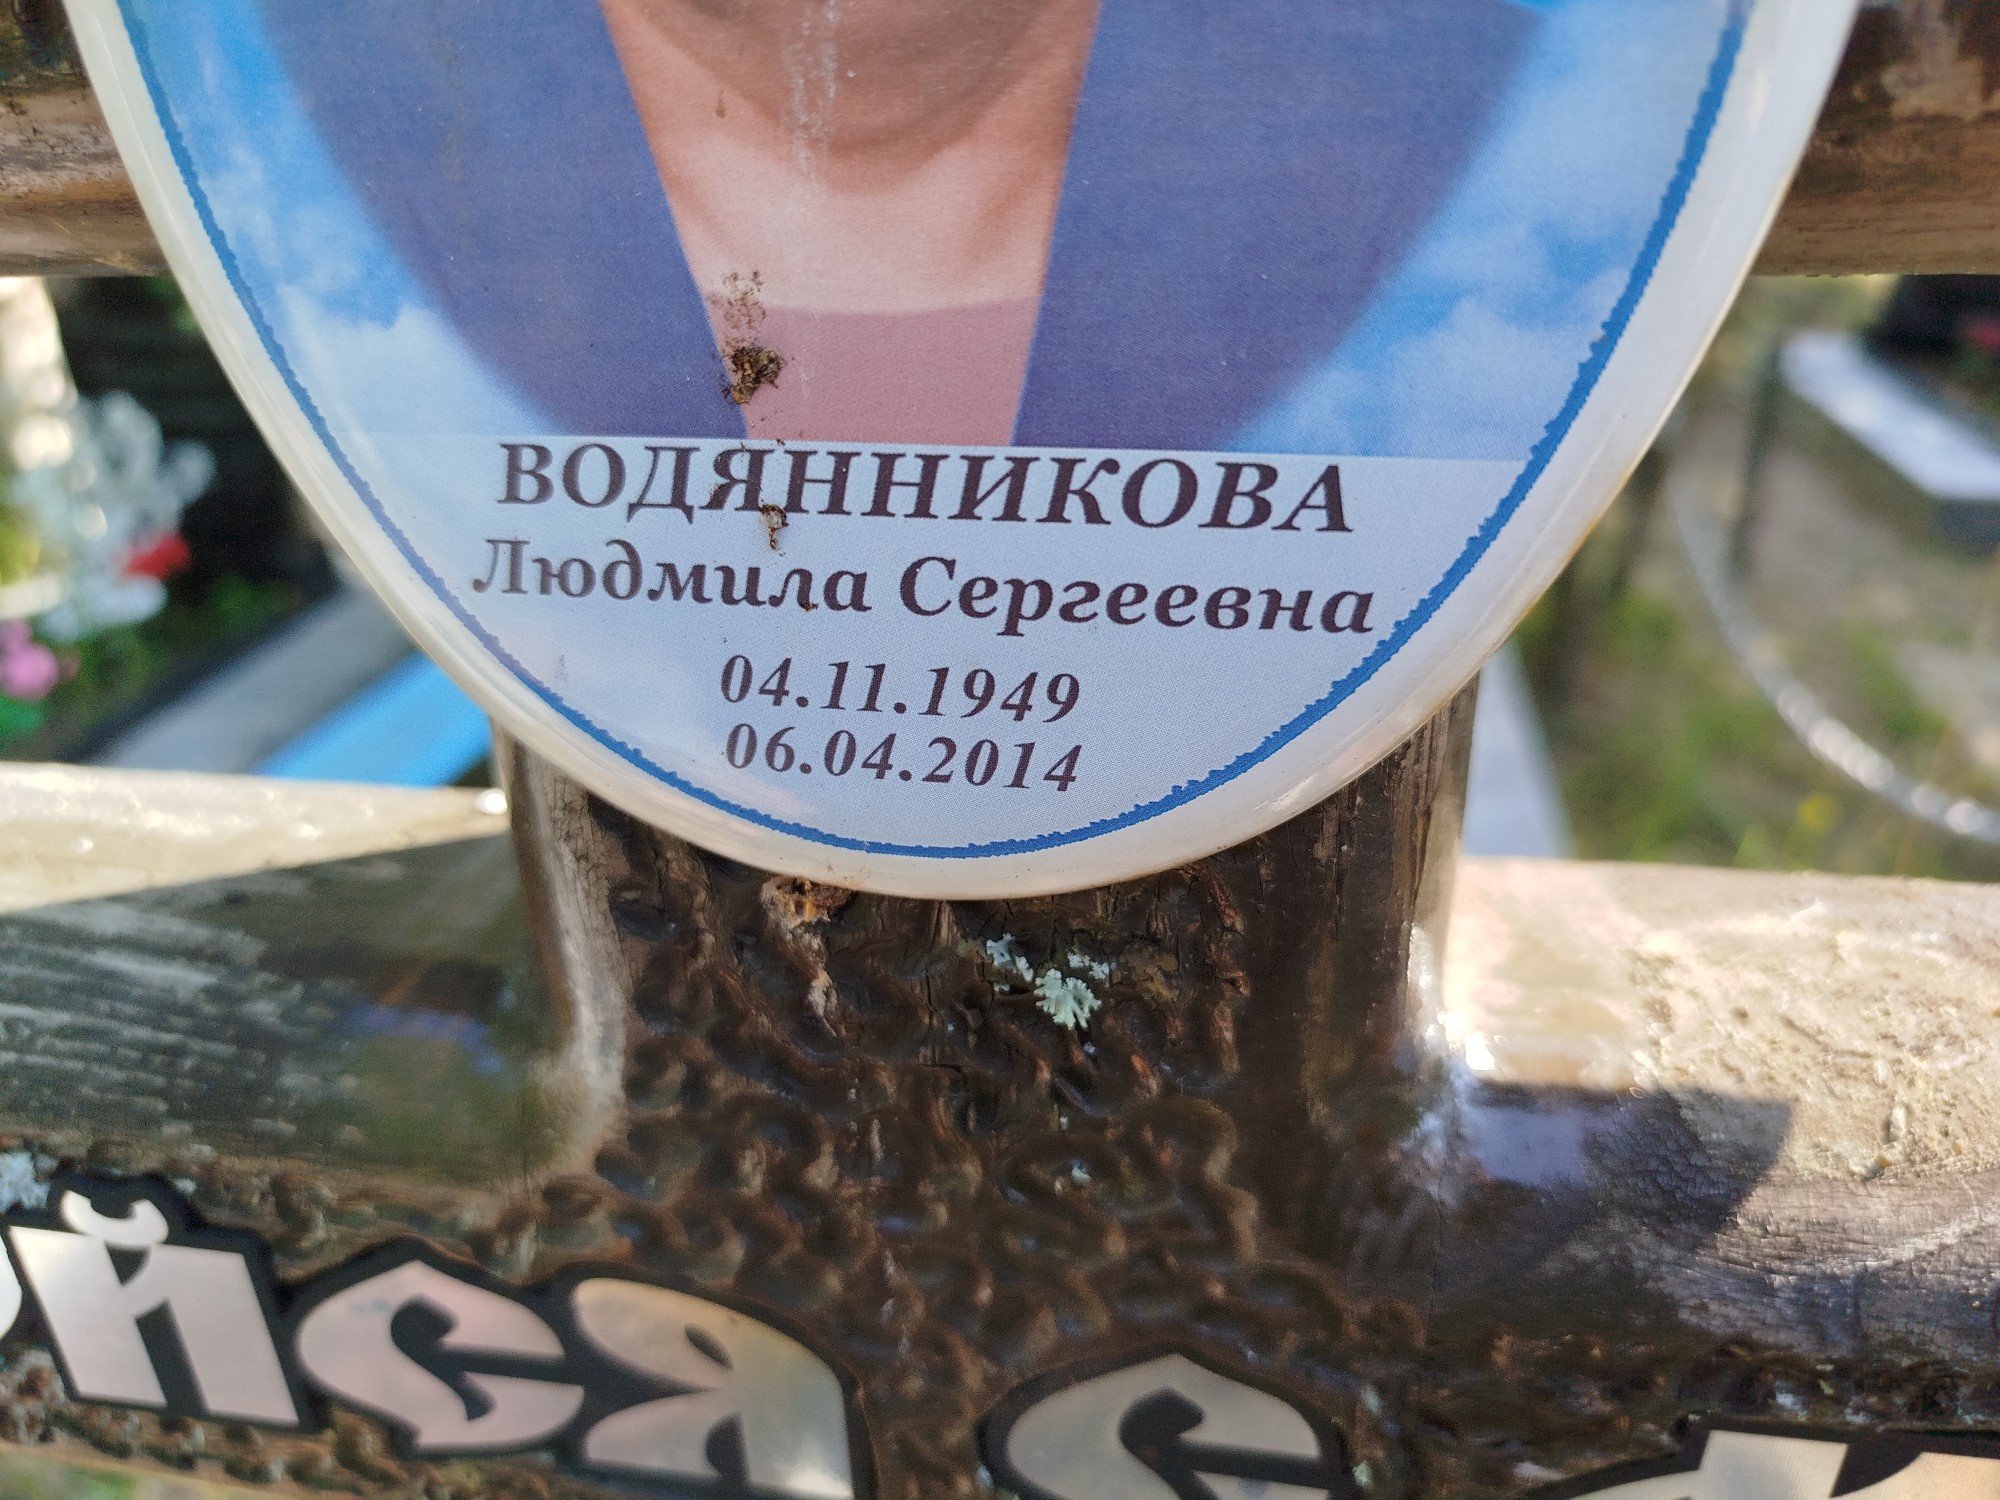 ВОДЯННИКОВА
Людмила Сергеевна
04.11.1949
06.04.2014